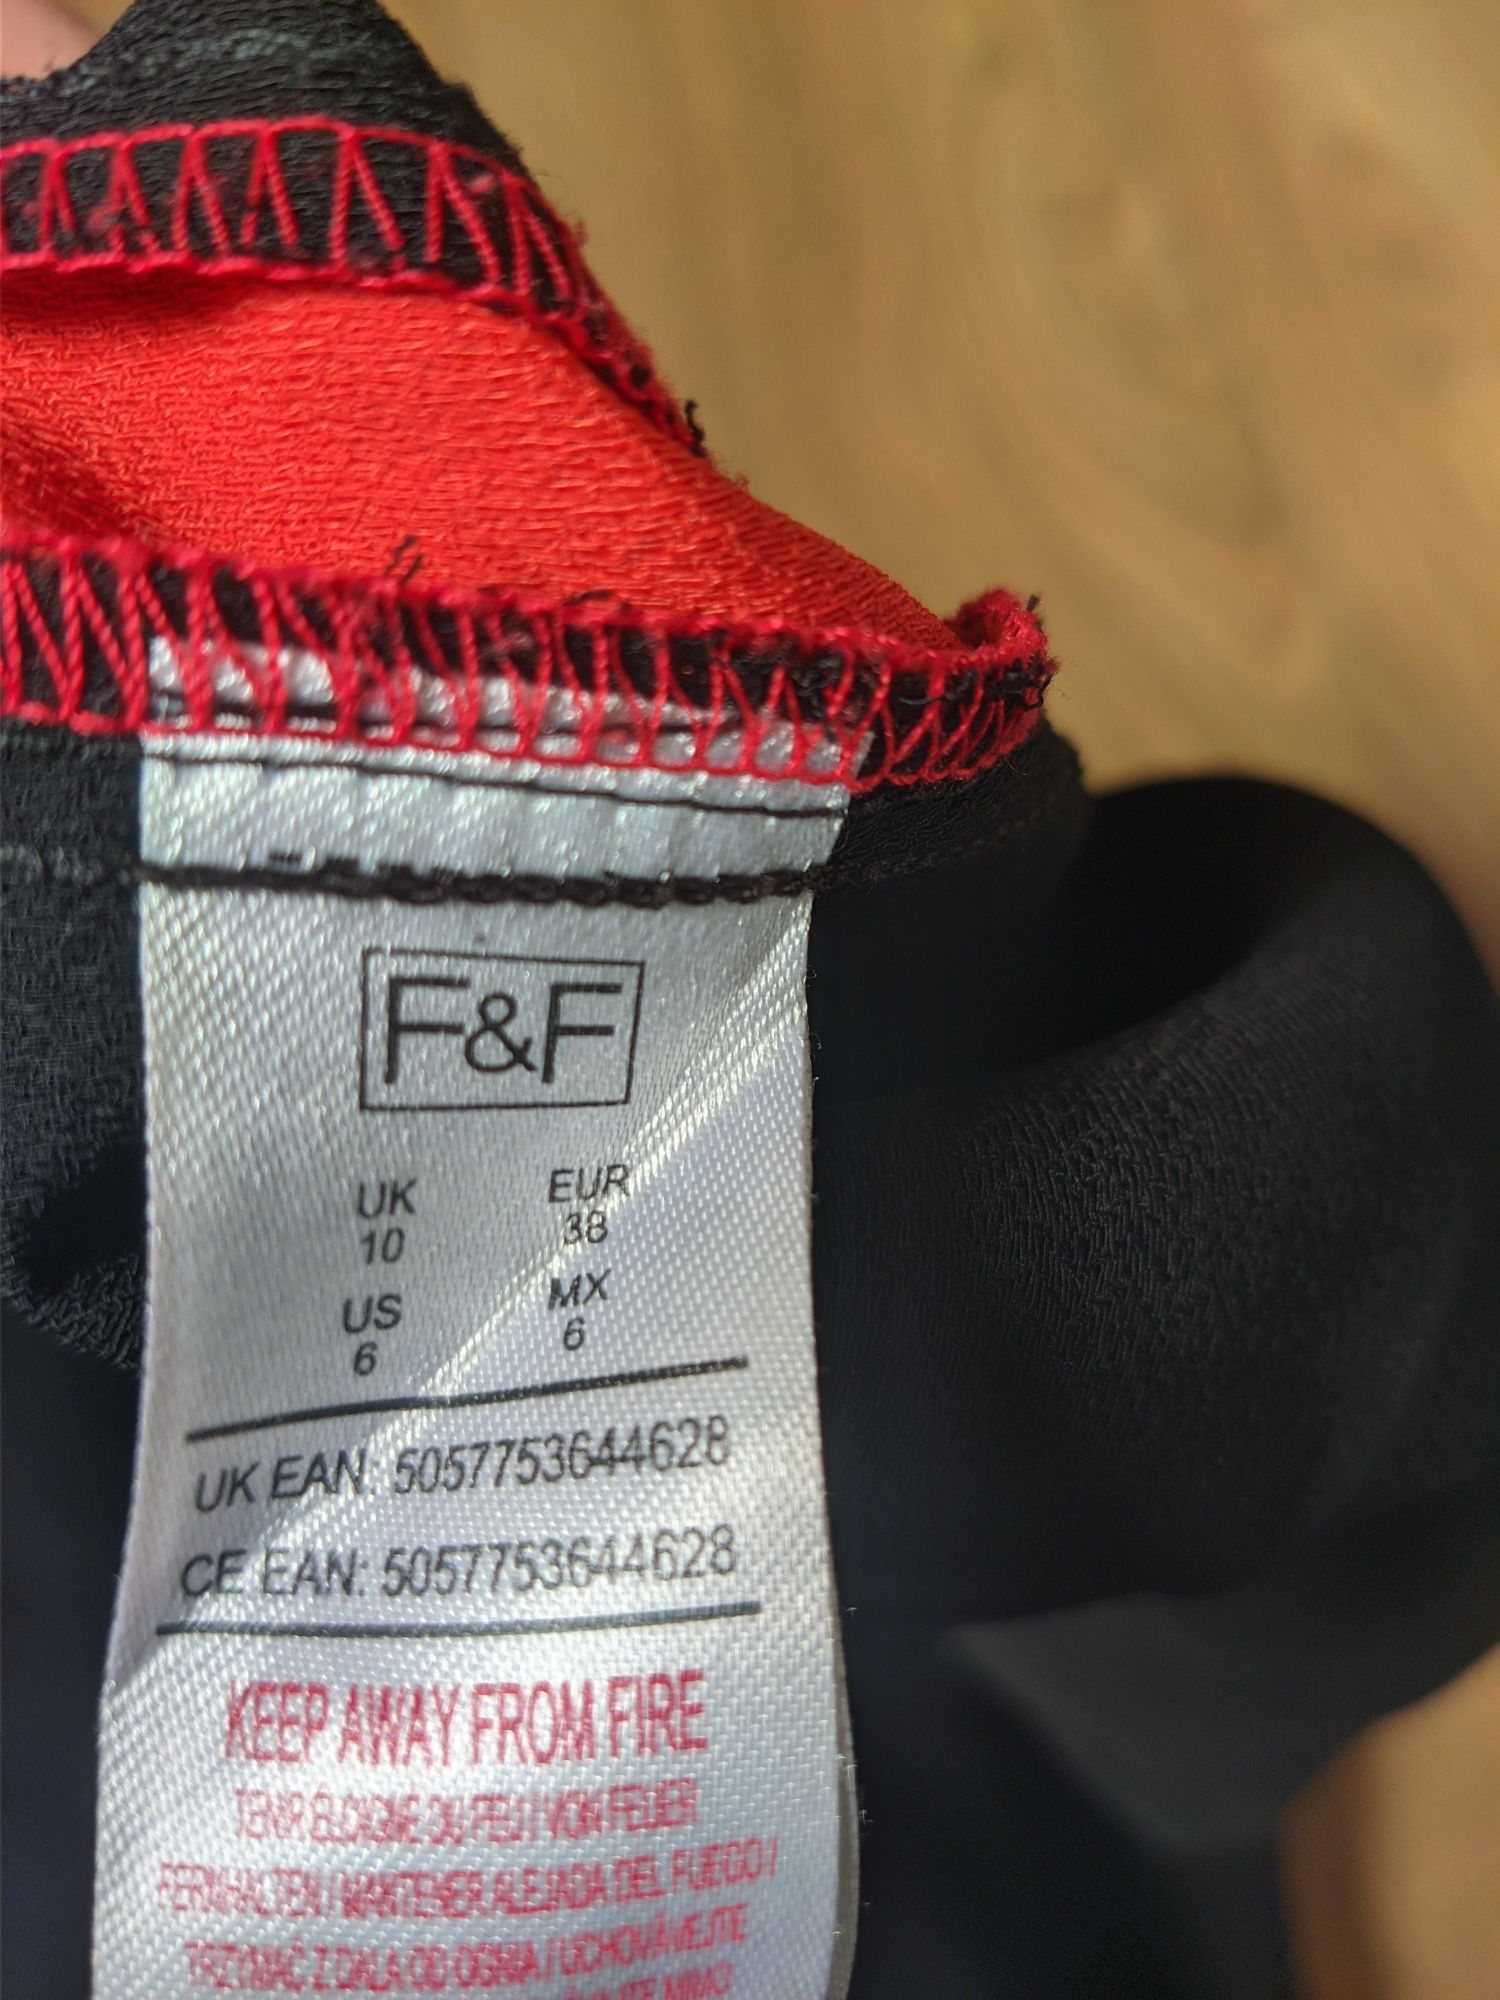 F&F
UK EUR
10 38
US MX
6 6
UK EAN: 5057753644628
CE EAN: 5057753644628
KEEP AWAY FROM FIRE
TENIR ÉLOIGNÉ DU FEU / VON FEUER
FERNHALTEN / MANTENER ALEJADA DEL FUEGO /
TRZYMAĆ Z DALA OD OGNIA / UCHOVÁVEJTE
MIMO